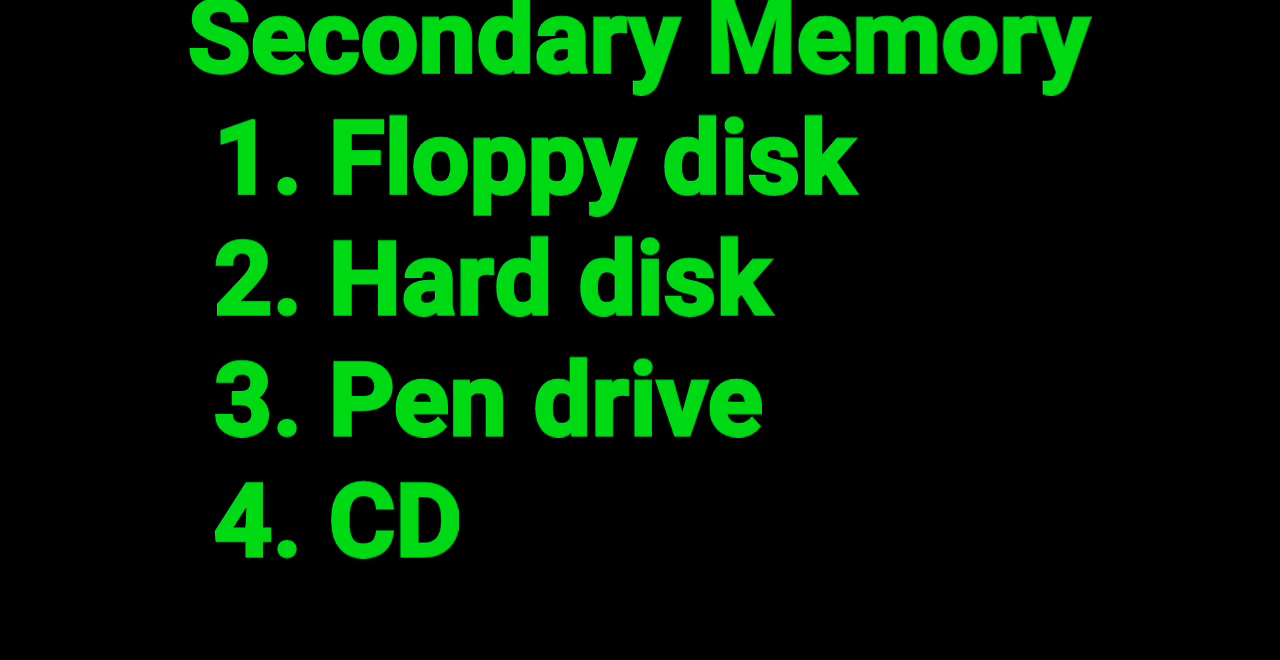 Secondary Memory
1. Floppy disk
2. Hard disk
3. Pen drive
4. CD